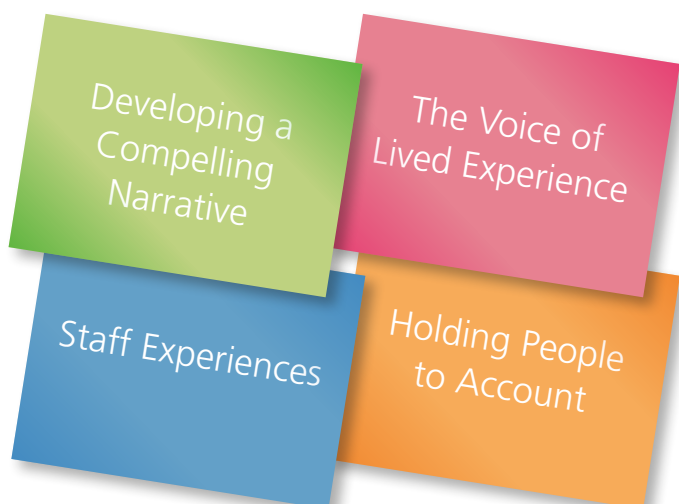 Developing a
Compelling
Narrative
The Voice of
Lived Experience
Staff Experiences
Holding People
to Account